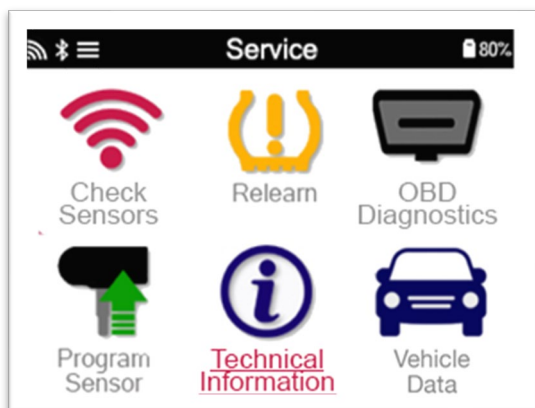 Service
80%
Check
Sensors
Relearn
OBD
Diagnostics
Program
Sensor
Technical
Information
Vehicle
Data